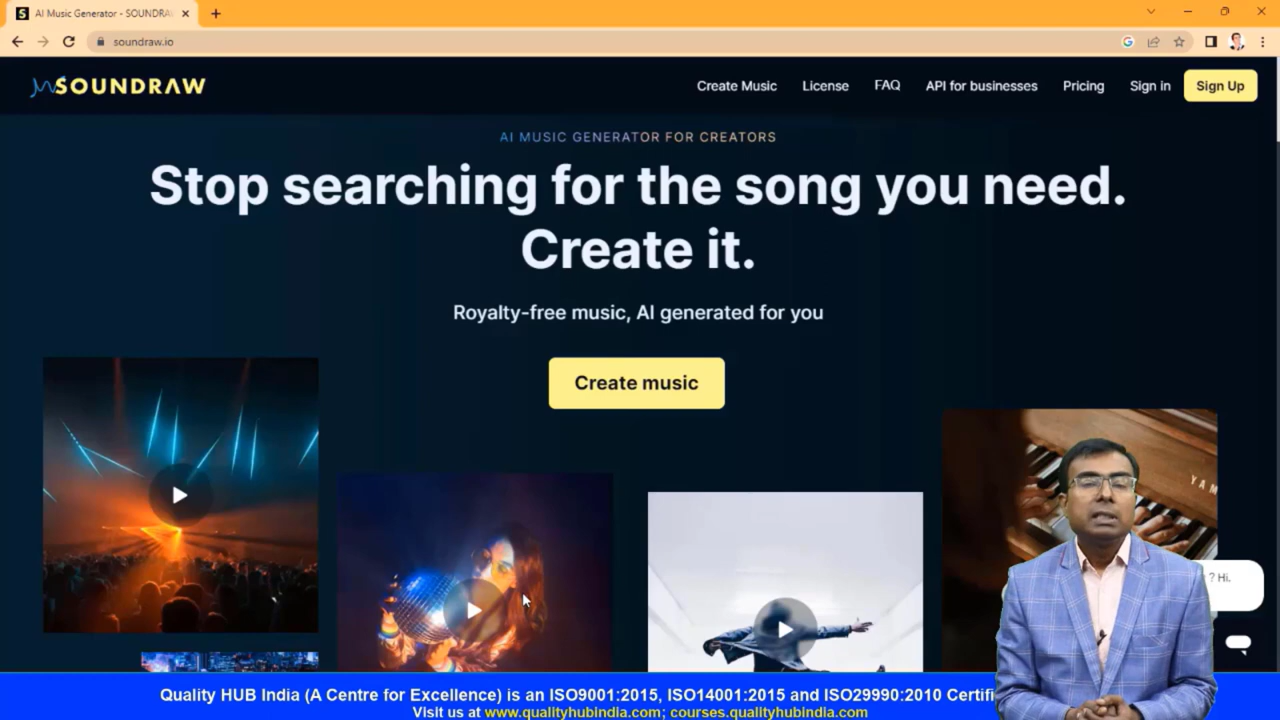 AI Music Generator - SOUNDRA
soundraw.io
SOUNDRAW
Create Music
License
FAQ
API for businesses
Pricing
Sign in
Sign Up
AI MUSIC GENERATOR FOR CREATORS
Stop searching for the song you need.
Create it.
Royalty-free music, AI generated for you
Create music
YAM
? Hi.
Quality HUB India (A Centre for Excellence) is an ISO9001:2015, ISO14001:2015 and ISO29990:2010 Certifi
Visit us at www.qualityhubindia.com; courses.qualityhubindia.com